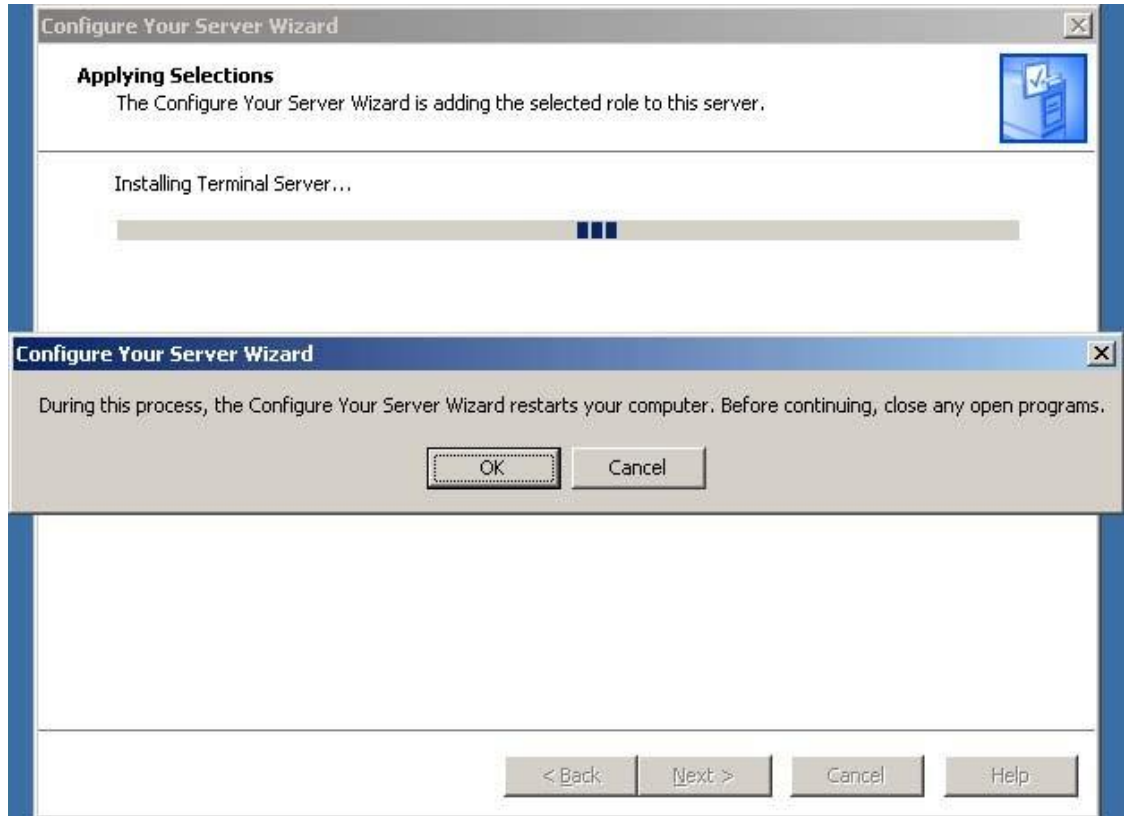 Configure Your Server Wizard
Applying Selections
The Configure Your Server Wizard is adding the selected role to this server.
Installing Terminal Server...
Configure Your Server Wizard
During this process, the Configure Your Server Wizard restarts your computer. Before continuing, close any open programs.
OK Cancel
< Back Next > Cancel Help